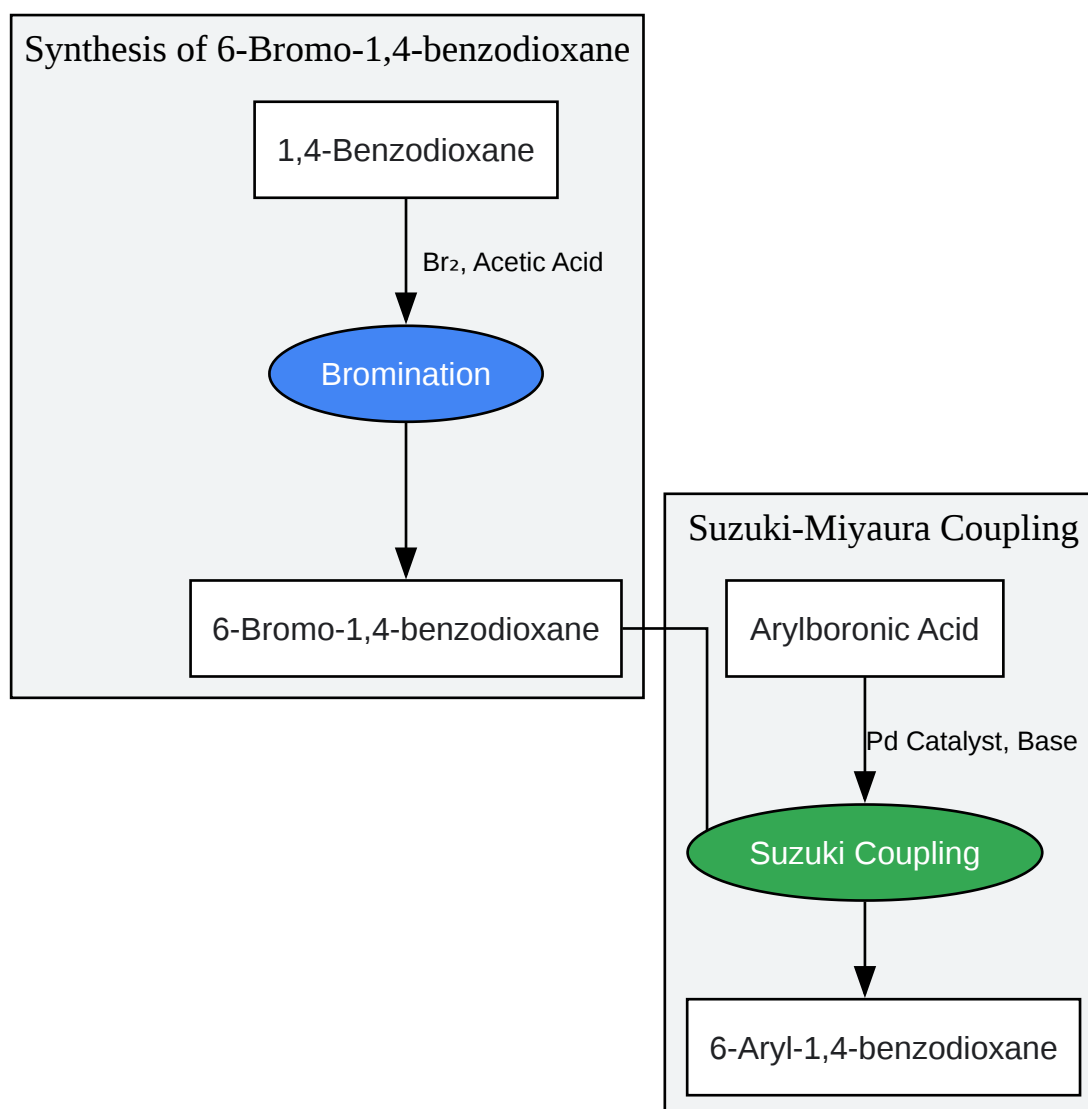 Synthesis of 6-Bromo-1,4-benzodioxane
1,4-Benzodioxane
Br₂, Acetic Acid
Bromination
6-Bromo-1,4-benzodioxane
Suzuki-Miyaura Coupling
Arylboronic Acid
Pd Catalyst, Base
Suzuki Coupling
6-Aryl-1,4-benzodioxane